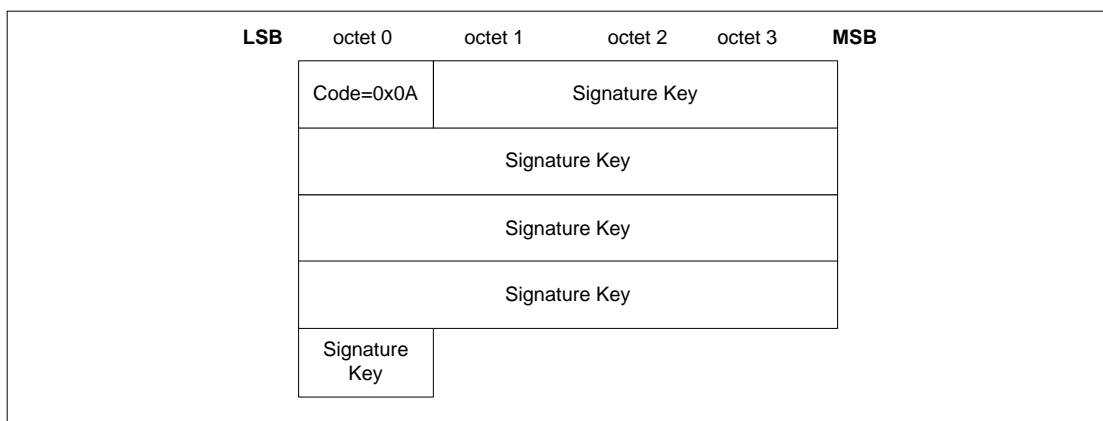 LSB octet 0 octet 1 octet 2 octet 3 MSB
Code=0x0A Signature Key
Signature Key
Signature Key
Signature Key
Signature
Key